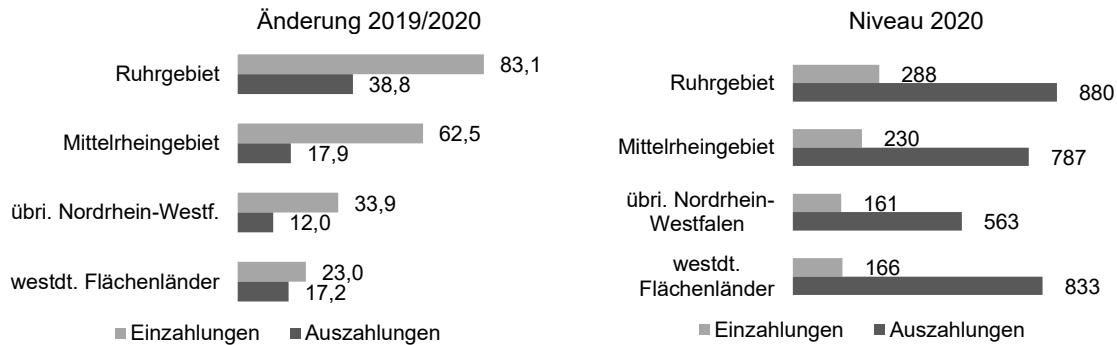 Änderung 2019/2020
Ruhrgebiet
83,1
38,8
Mittelrheingebiet
62,5
17,9
übri. Nordrhein-Westf.
33,9
12,0
westdt. Flächenländer
23,0
17,2
Einzahlungen Auszahlungen
Niveau 2020
Ruhrgebiet
288
880
Mittelrheingebiet
230
787
übri. Nordrhein-
Westfalen
161
563
westdt.
Flächenländer
166
833
Einzahlungen Auszahlungen